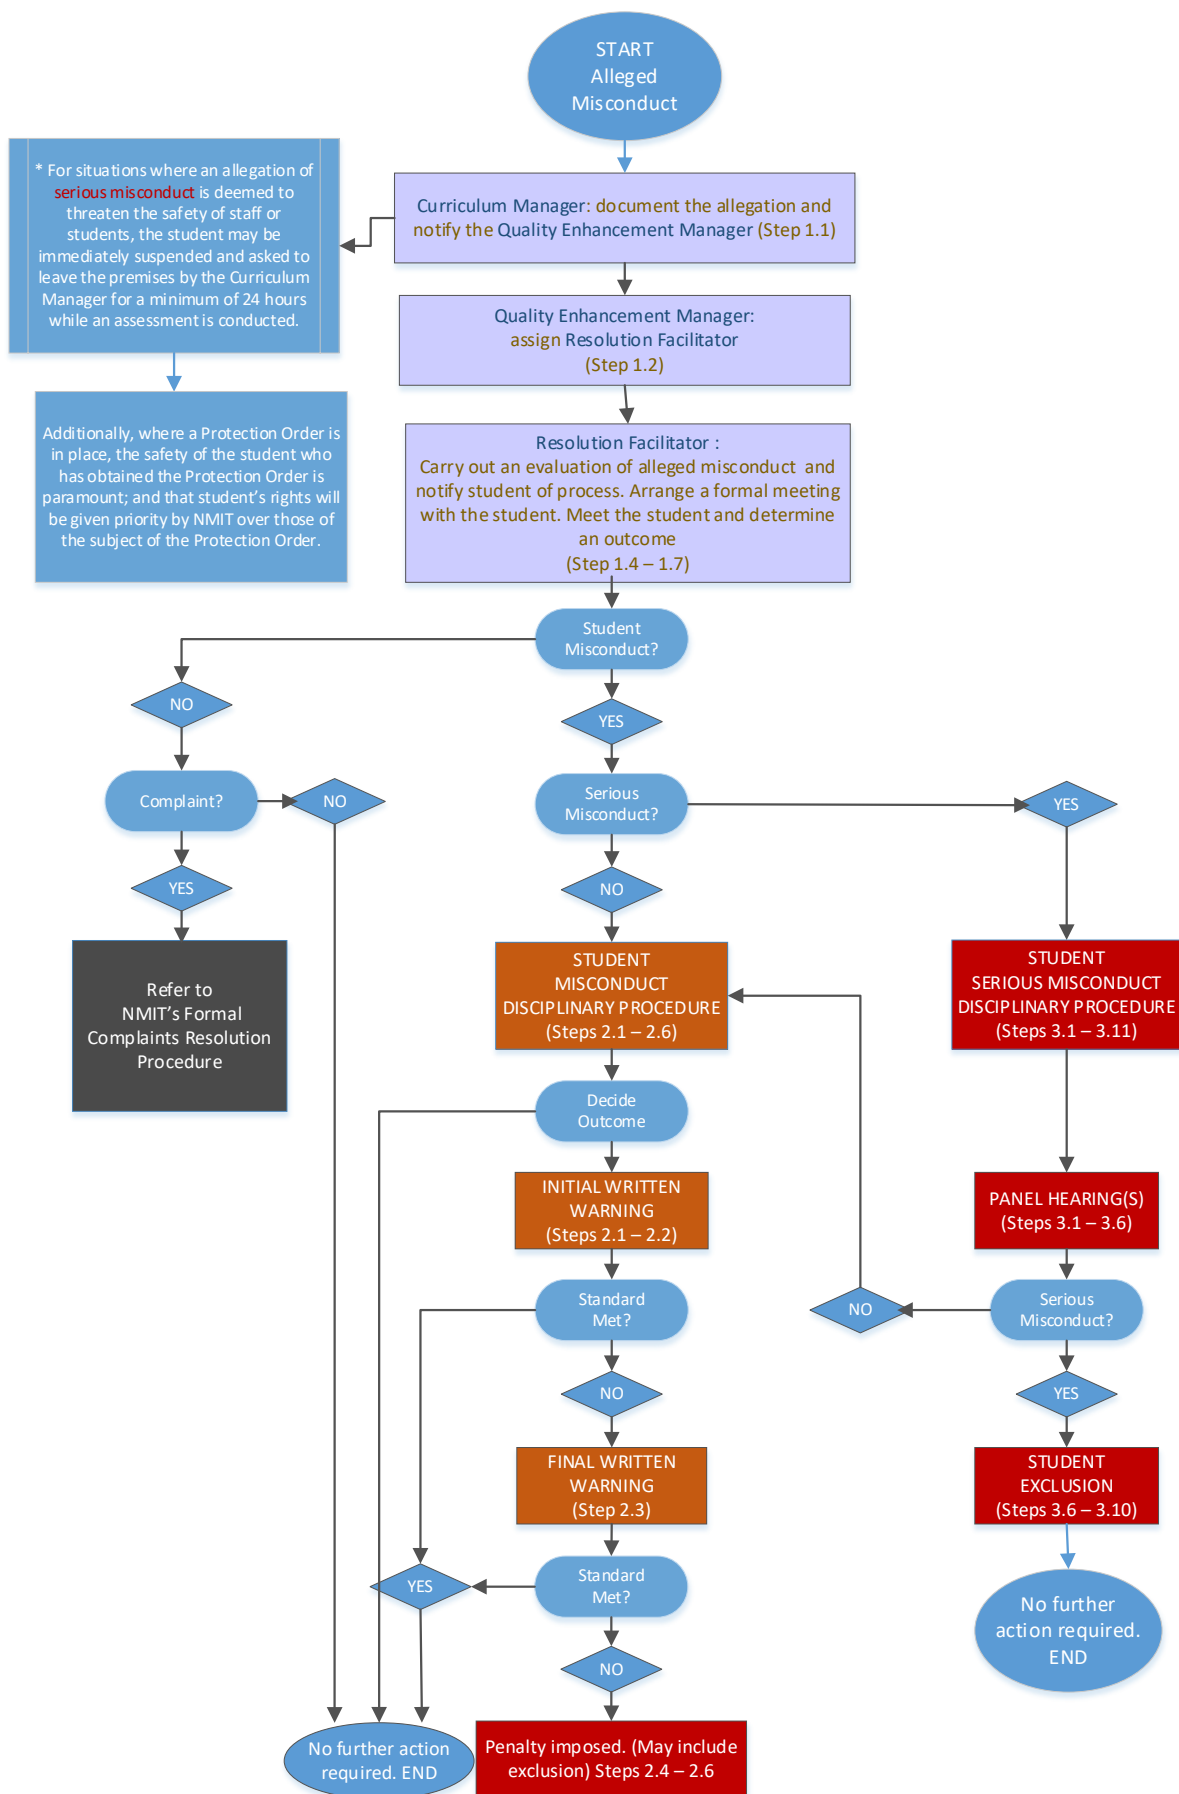 START
Alleged
Misconduct
* For situations where an allegation of
serious misconduct is deemed to
threaten the safety of staff or
students, the student may be
immediately suspended and asked to
leave the premises by the Curriculum
Manager for a minimum of 24 hours
while an assessment is conducted.
Curriculum Manager: document the allegation and
notify the Quality Enhancement Manager (Step 1.1)
Quality Enhancement Manager:
assign Resolution Facilitator
(Step 1.2)
Additionally, where a Protection Order is
in place, the safety of the student who
has obtained the Protection Order is
paramount; and that student's rights will
be given priority by NMIT over those of
the subject of the Protection Order.
Resolution Facilitator :
Carry out an evaluation of alleged misconduct and
notify student of process. Arrange a formal meeting
with the student. Meet the student and determine
an outcome
(Step 1.4 – 1.7)
Student
Misconduct?
NO
YES
Complaint?
NO
Serious
Misconduct?
YES
YES
NO
Refer to
NMIT's Formal
Complaints Resolution
Procedure
STUDENT
MISCONDUCT
DISCIPLINARY PROCEDURE
(Steps 2.1 – 2.6)
STUDENT
SERIOUS MISCONDUCT
DISCIPLINARY PROCEDURE
(Steps 3.1 – 3.11)
Decide
Outcome
INITIAL WRITTEN
WARNING
(Steps 2.1 – 2.2)
PANEL HEARING(S)
(Steps 3.1 – 3.6)
Standard
Met?
NO
Serious
Misconduct?
NO
YES
FINAL WRITTEN
WARNING
(Step 2.3)
STUDENT
EXCLUSION
(Steps 3.6 – 3.10)
YES
Standard
Met?
No further
action required.
END
NO
No further action
required. END
Penalty imposed. (May include
exclusion) Steps 2.4 – 2.6